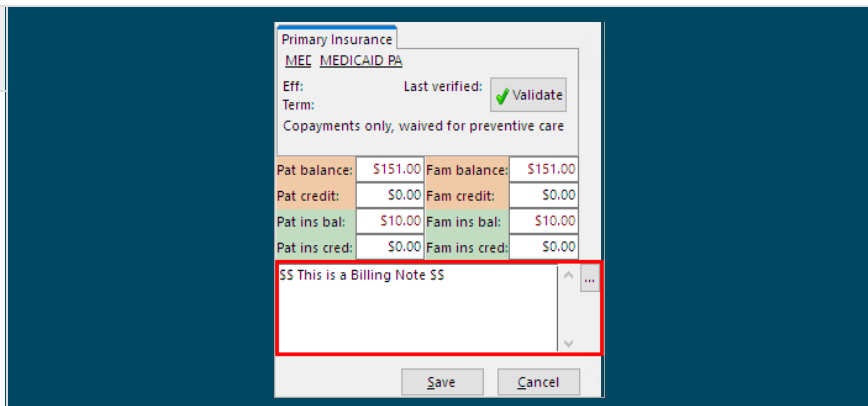 Primary Insurance
MEC MEDICAID PA
Eff: Last verified: Validate
Term:
Copayments only, waived for preventive care
Pat balance: $151.00 Fam balance: $151.00
Pat credit: $0.00 Fam credit: $0.00
Pat ins bal: $10.00 Fam ins bal: $10.00
Pat ins cred: $0.00 Fam ins cred: $0.00
$$ This is a Billing Note $$ ...
Save Cancel